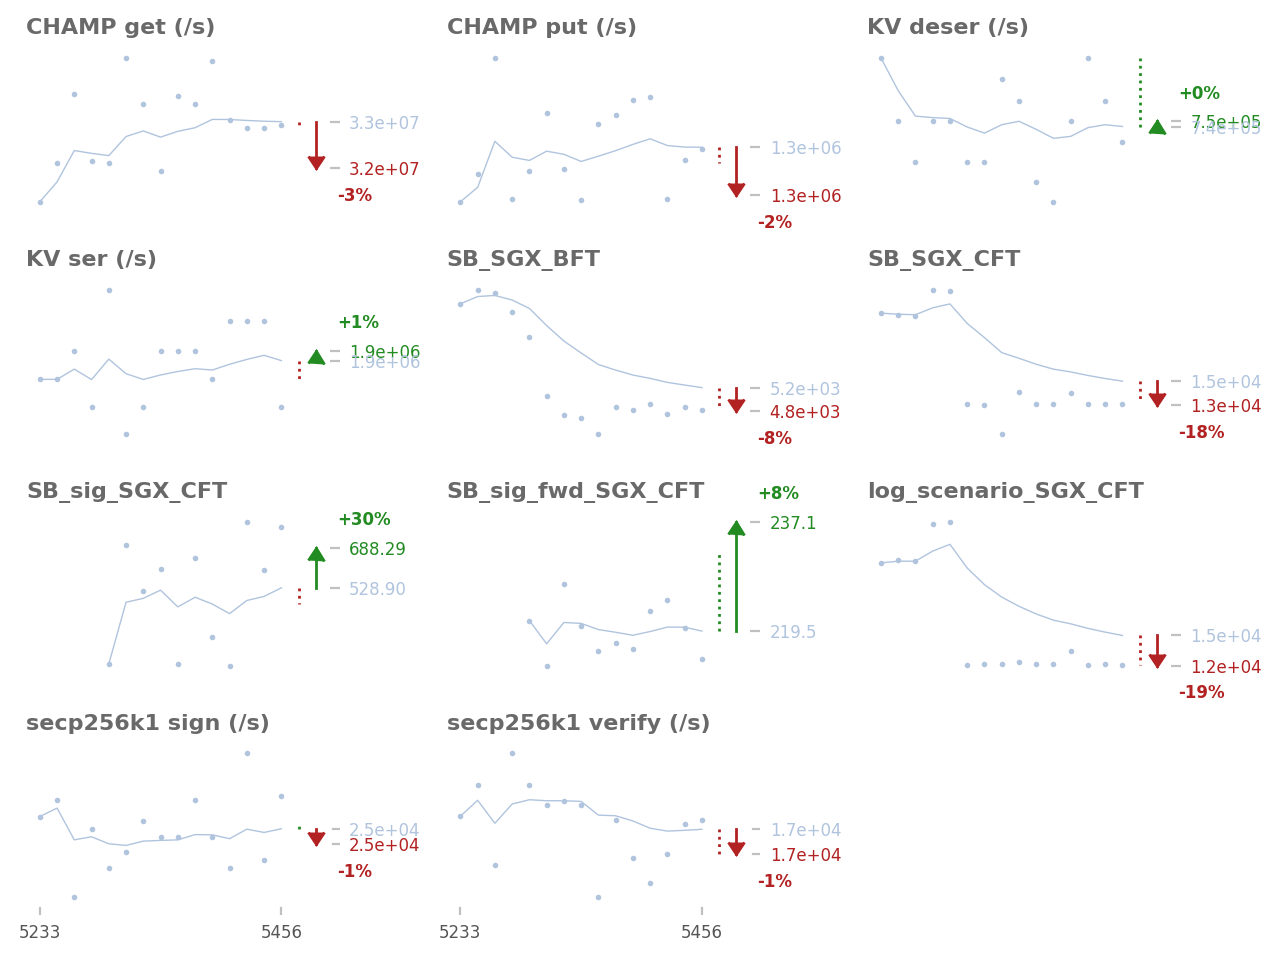 CHAMP get (/s)
3.3e+07
3.2e+07
-3%
CHAMP put (/s)
1.3e+06
1.3e+06
-2%
KV deser (/s)
+0%
7.5e+05
7.4e+05
KV ser (/s)
+1%
1.9e+06
1.9e+06
SB_SGX_BFT
5.2e+03
4.8e+03
-8%
SB_SGX_CFT
1.5e+04
1.3e+04
-18%
SB_sig_SGX_CFT
+30%
688.29
528.90
SB_sig_fwd_SGX_CFT
+8%
237.1
219.5
log_scenario_SGX_CFT
1.5e+04
1.2e+04
-19%
secp256k1 sign (/s)
2.5e+04
2.5e+04
-1%
5233
5456
secp256k1 verify (/s)
1.7e+04
1.7e+04
-1%
5233
5456